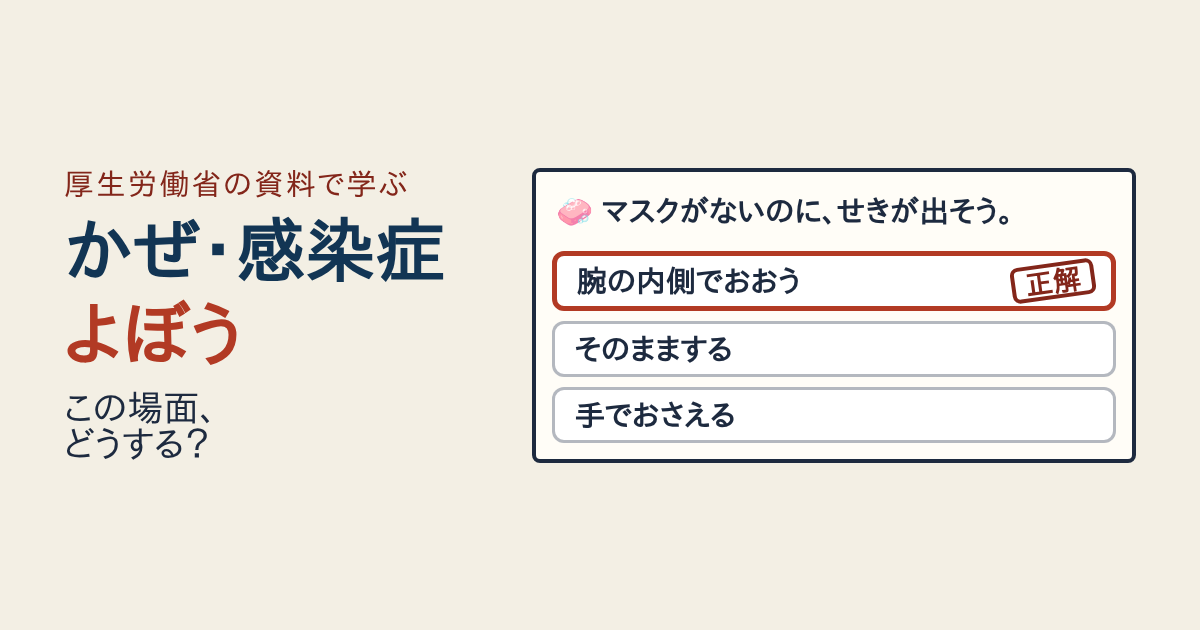 厚生労働省の資料で学ぶ
かぜ・感染症
よぼう
この場面、
どうする?
マスクがないのに、せきが出そう。
腕の内側でおおう
正解
そのままする
手でおさえる